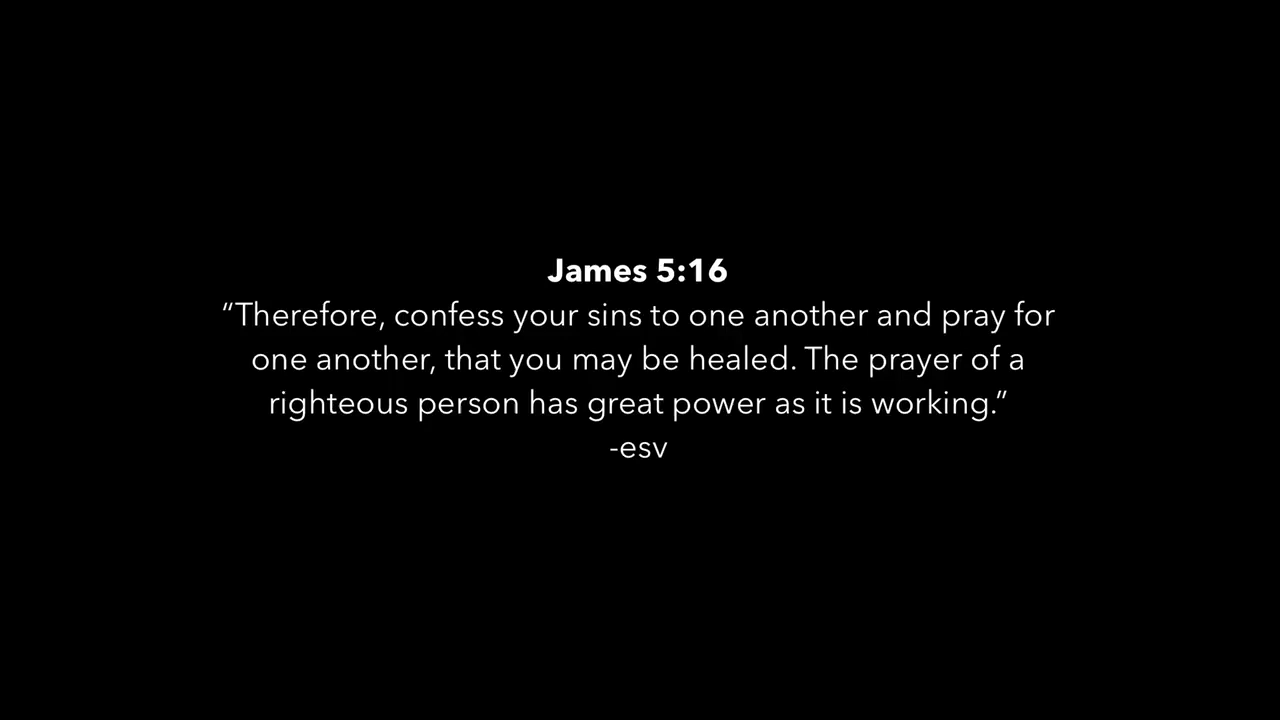 James 5:16
“Therefore, confess your sins to one another and pray for
one another, that you may be healed. The prayer of a
righteous person has great power as it is working.”
-esv